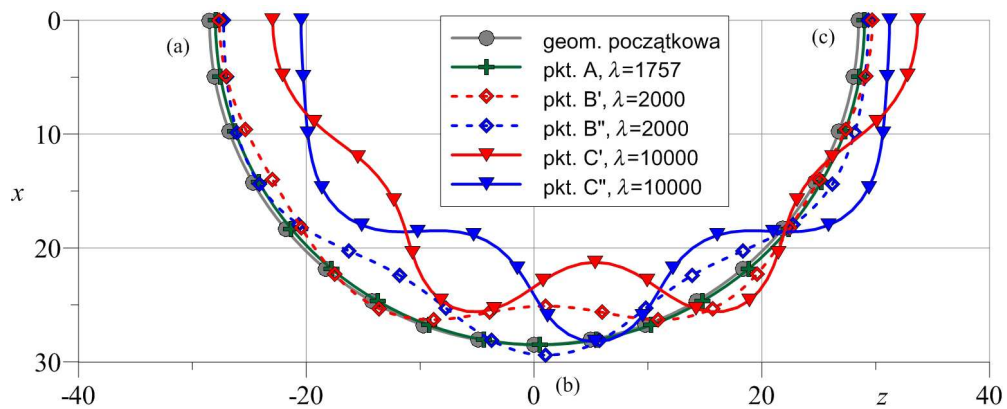 0
10
20
30
x
-40
-20
0
20
40
z
(a)
(b)
(c)
geom. początkowa
pkt. A, λ=1757
pkt. B', λ=2000
pkt. B", λ=2000
pkt. C', λ=10000
pkt. C", λ=10000